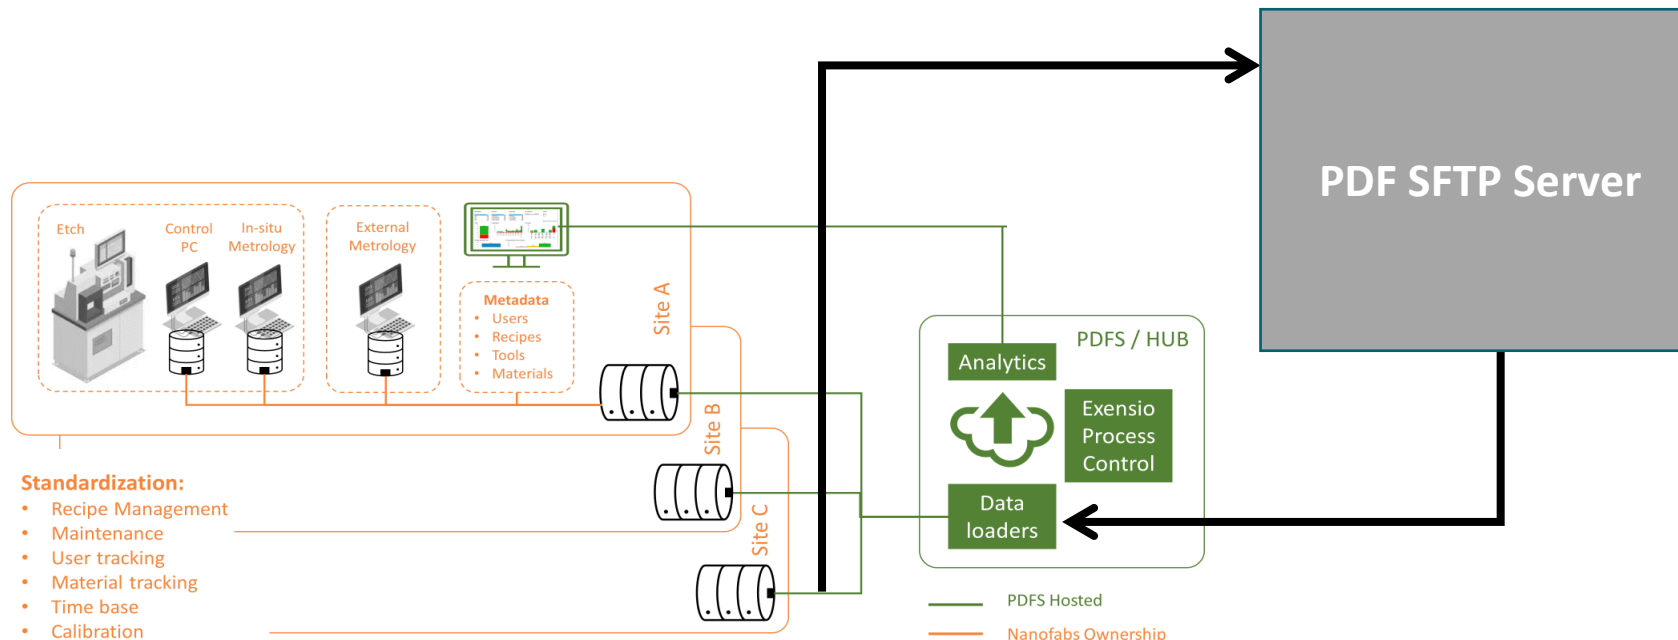 PDF SFTP Server
Etch
Control
PC
In-situ
Metrology
External
Metrology
Metadata
• Users
• Recipes
• Tools
• Materials
Site A
Site B
Site C
Standardization:
• Recipe Management
• Maintenance
• User tracking
• Material tracking
• Time base
• Calibration
PDFS / HUB
Analytics
Exensio
Process
Control
Data
loaders
PDFS Hosted
Nanofabs Ownership